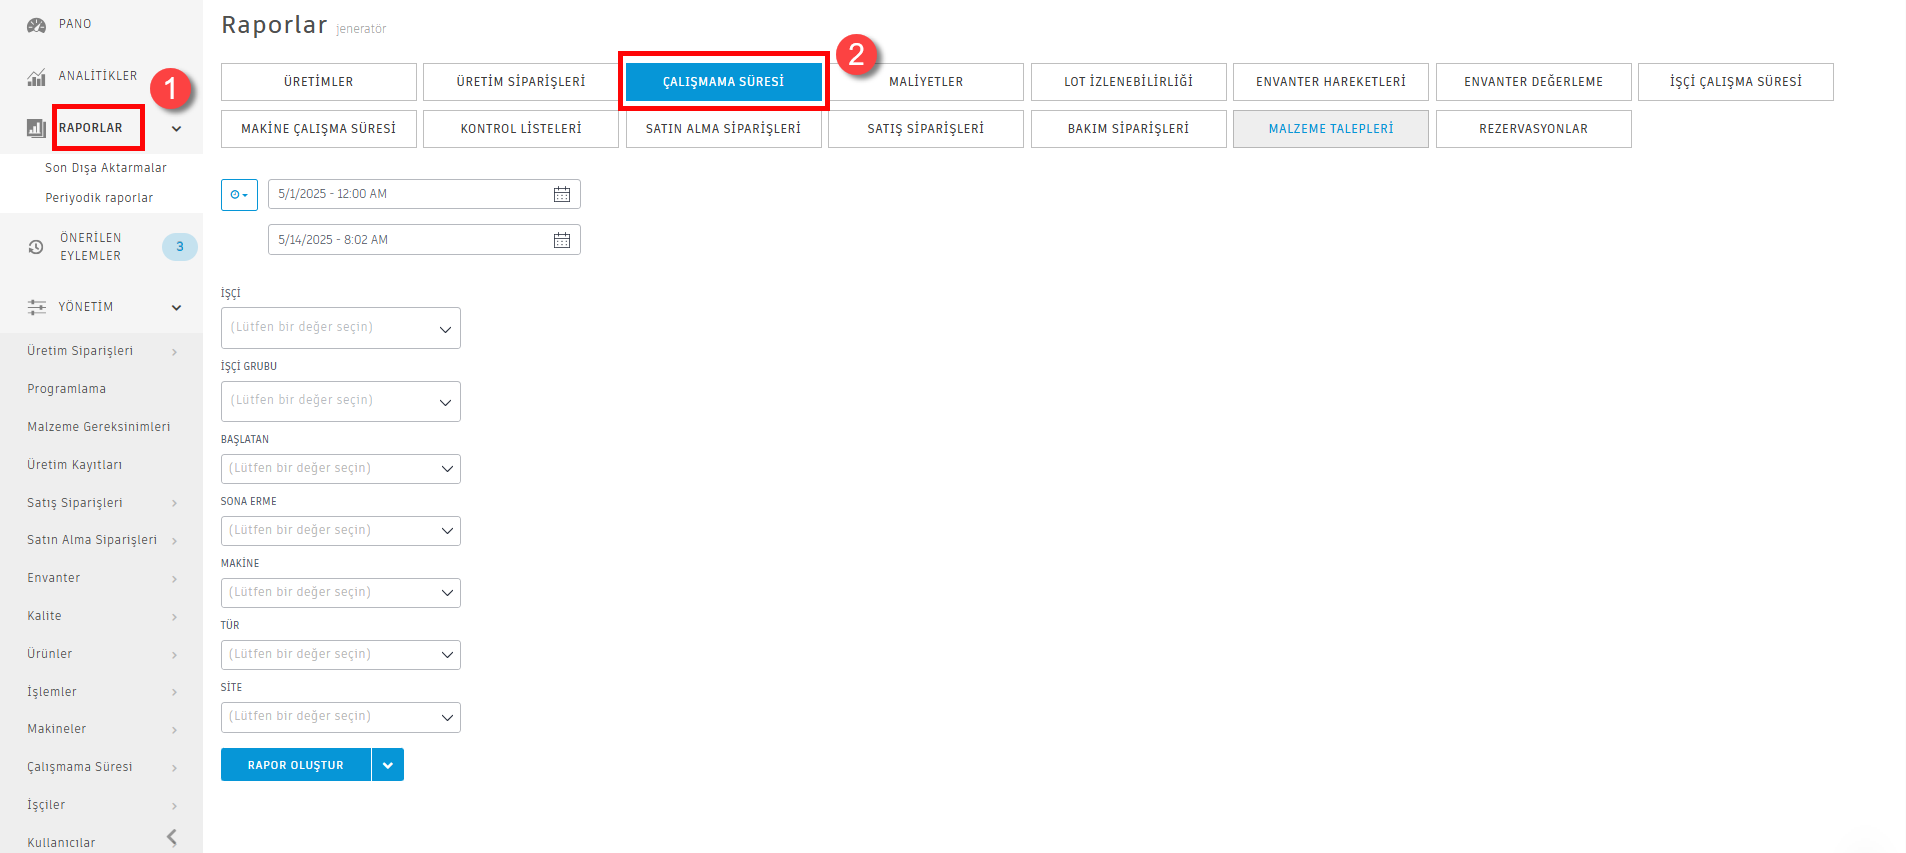 PANO
ANALİTİKLER
1
RAPORLAR
Son Dışa Aktarmalar
Periyodik raporlar
ÖNERİLEN
EYLEMLER
3
YÖNETİM
Üretim Siparişleri
Programlama
Malzeme Gereksinimleri
Üretim Kayıtları
Satış Siparişleri
Satın Alma Siparişleri
Envanter
Kalite
Ürünler
İşlemler
Makineler
Çalışmama Süresi
İşçiler
Kullanıcılar
Raporlar jeneratör
2
ÜRETİMLER
ÜRETİM SİPARİŞLERİ
ÇALIŞMAMA SÜRESİ
MALİYETLER
LOT İZLENEBİLİRLİĞİ
ENVANTER HAREKETLERİ
ENVANTER DEĞERLEME
İŞÇİ ÇALIŞMA SÜRESİ
MAKİNE ÇALIŞMA SÜRESİ
KONTROL LİSTELERİ
SATIN ALMA SİPARİŞLERİ
SATIŞ SİPARİŞLERİ
BAKIM SİPARİŞLERİ
MALZEME TALEPLERİ
REZERVASYONLAR
5/1/2025 - 12:00 AM
5/14/2025 - 8:02 AM
İŞÇİ
(Lütfen bir değer seçin)
İŞÇİ GRUBU
(Lütfen bir değer seçin)
BAŞLATAN
(Lütfen bir değer seçin)
SONA ERME
(Lütfen bir değer seçin)
MAKİNE
(Lütfen bir değer seçin)
TÜR
(Lütfen bir değer seçin)
SİTE
(Lütfen bir değer seçin)
RAPOR OLUŞTUR